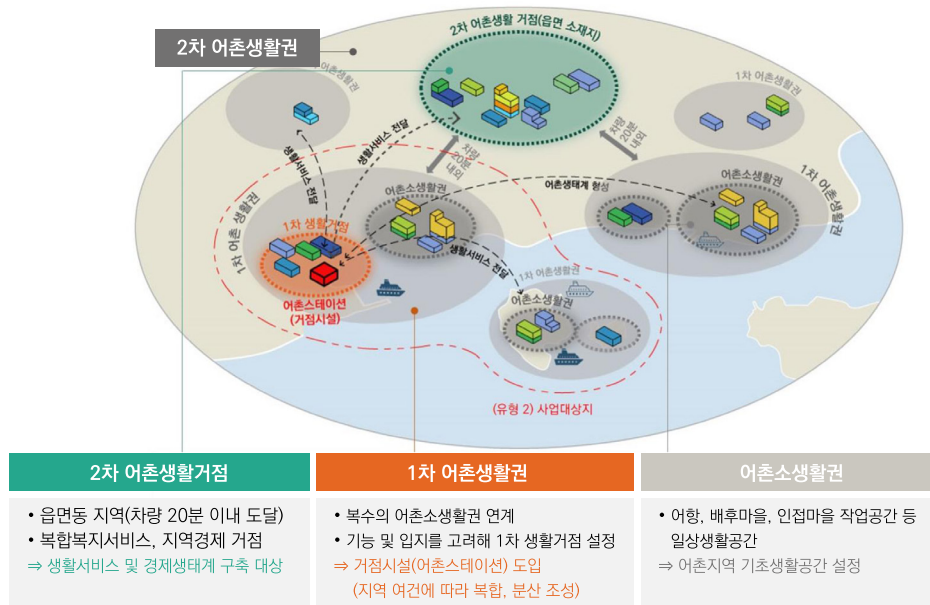 2차 어촌생활권
2차 어촌생활 거점(읍면 소재지)
1차 어촌생활권
어촌생활권
생활서비스 전달
생활서비스 전달
차량
20분
내외
차량
20분
내외
1차 어촌 생활권
어촌소생활권
1차 생활거점
어촌생태계 형성
어촌소생활권
1차 어촌생활권
생활서비스 전달
1차 어촌생활권
어촌소생활권
어촌스테이션
(거점시설)
(유형 2) 사업대상지
2차 어촌생활거점
• 읍면동 지역(차량 20분 이내 도달)
• 복합복지서비스, 지역경제 거점
⇒ 생활서비스 및 경제생태계 구축 대상
1차 어촌생활권
• 복수의 어촌소생활권 연계
• 기능 및 입지를 고려해 1차 생활거점 설정
⇒ 거점시설(어촌스테이션) 도입
(지역 여건에 따라 복합, 분산 조성)
어촌소생활권
• 어항, 배후마을, 인접마을 작업공간 등
일상생활공간
⇒ 어촌지역 기초생활공간 설정